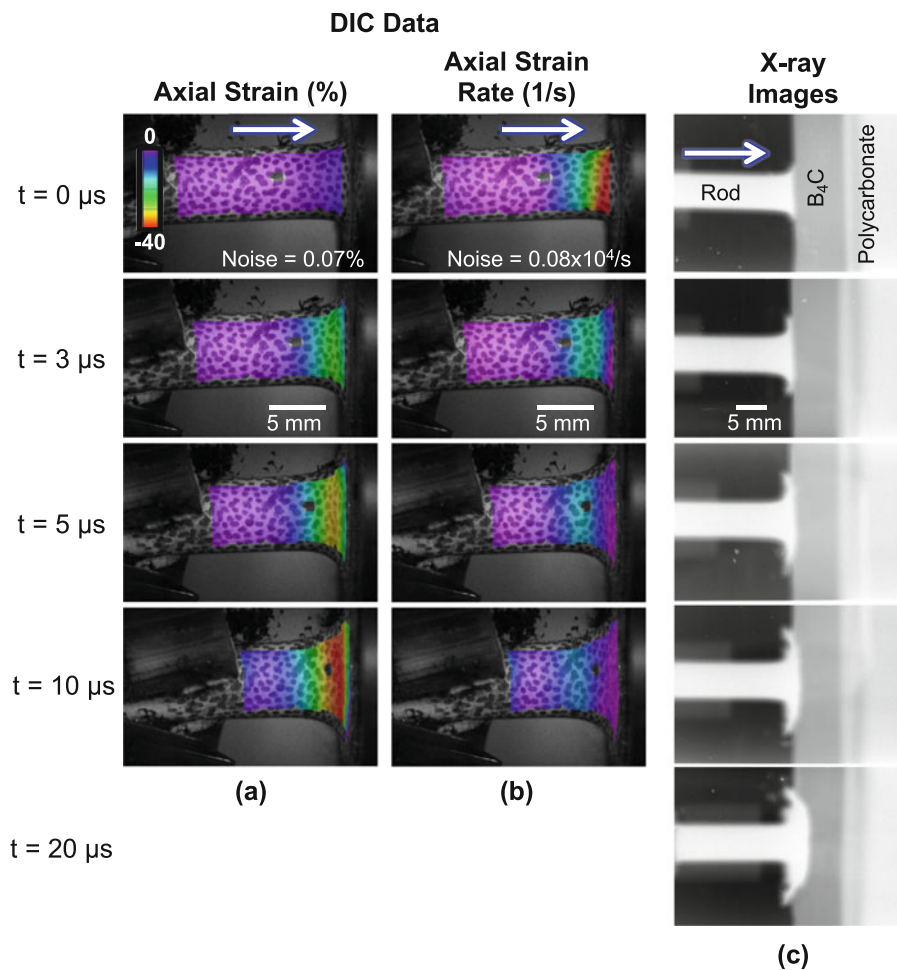 DIC Data
Axial Strain (%)
Axial Strain
Rate (1/s)
X-ray
Images
t = 0 µs
0
-40
Noise = 0.07%
Noise = 0.08x10⁴/s
Rod
B₄C
Polycarbonate
t = 3 µs
5 mm
5 mm
5 mm
t = 5 µs
t = 10 µs
(a)
(b)
t = 20 µs
(c)